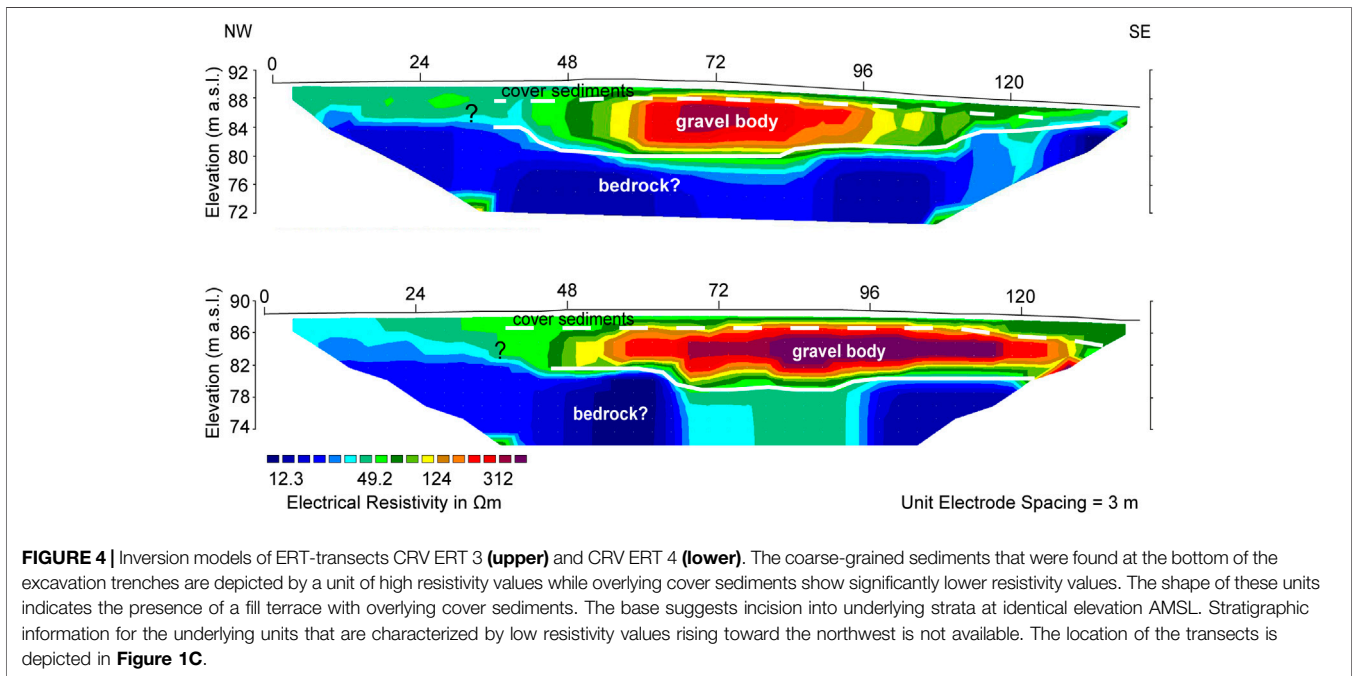 NW SE
0 24 48 72 96 120
92
88
84
80
76
72
Elevation (m a.s.l.)
cover sediments
?
gravel body
bedrock?
0 24 48 72 96 120
90
86
82
78
74
Elevation (m a.s.l.)
cover sediments
?
gravel body
bedrock?
12.3 49.2 124 312
Electrical Resistivity in Ωm
Unit Electrode Spacing = 3 m
FIGURE 4 | Inversion models of ERT-transects CRV ERT 3 (upper) and CRV ERT 4 (lower). The coarse-grained sediments that were found at the bottom of the
excavation trenches are depicted by a unit of high resistivity values while overlying cover sediments show significantly lower resistivity values. The shape of these units
indicates the presence of a fill terrace with overlying cover sediments. The base suggests incision into underlying strata at identical elevation AMSL. Stratigraphic
information for the underlying units that are characterized by low resistivity values rising toward the northwest is not available. The location of the transects is
depicted in Figure 1C.